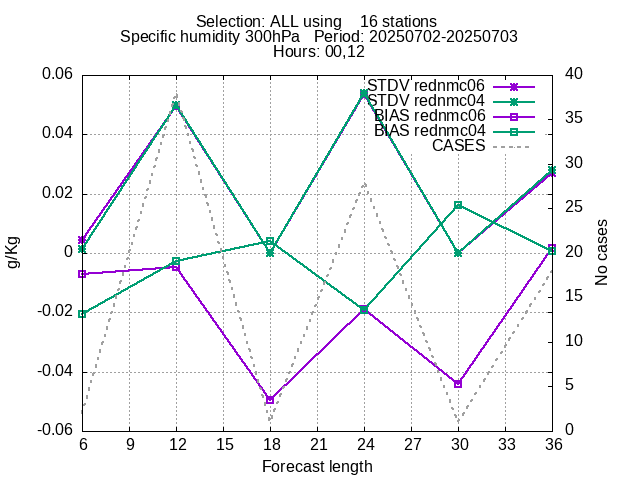 Selection: ALL using    16 stations
Specific humidity 300hPa   Period: 20250702-20250703
Hours: 00,12
STDV rednmc06
STDV rednmc04
BIAS rednmc06
BIAS rednmc04
CASES
g/Kg
0.06
0.04
0.02
0
-0.02
-0.04
-0.06
No cases
40
35
30
25
20
15
10
5
0
6 9 12 15 18 21 24 27 30 33 36
Forecast length